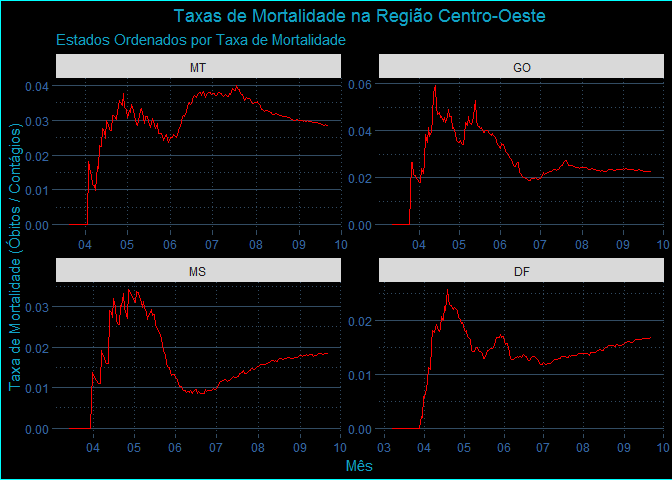 Taxas de Mortalidade na Região Centro-Oeste
Estados Ordenados por Taxa de Mortalidade
Taxa de Mortalidade (Óbitos / Contágios)
MT
0.04
0.03
0.02
0.01
0.00
04 05 06 07 08 09 10
GO
0.06
0.04
0.02
0.00
04 05 06 07 08 09 10
MS
0.03
0.02
0.01
0.00
04 05 06 07 08 09 10
DF
0.02
0.01
0.00
03 04 05 06 07 08 09 10
Mês